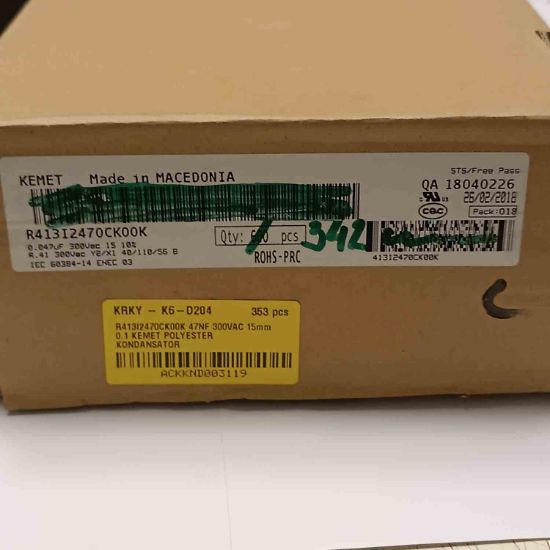 KEMET Made in MACEDONIA
STS/Free Pass
QA 18040226
25/02/2018
Pack:013
R413I2470CK00K
Qty: pcs 342
0.047uF 300Vac 15 10%
R.41 300Vac Y2/X1 40/110/56 B
IEC 60384-14 ENEC 03
ROHS-PRC
413I2470CK00K
KRKY - K6-D204 353 pcs
R413I2470CK00K 47NF 300VAC 15mm
0.1 KEMET POLYESTER
KONDANSATOR
ACKKND003119